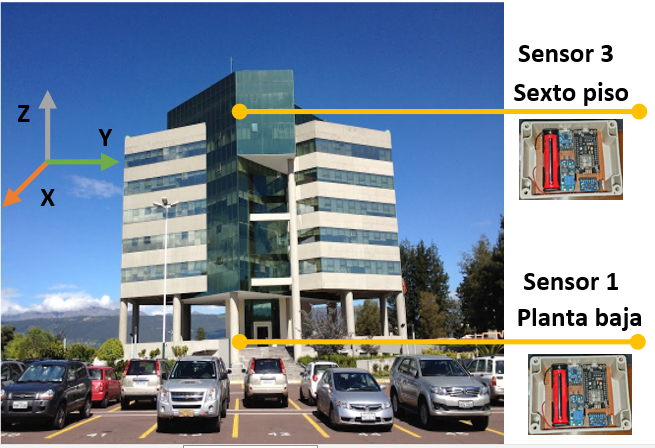 Sensor 3
Sexto piso
Z
Y
X
Sensor 1
Planta baja